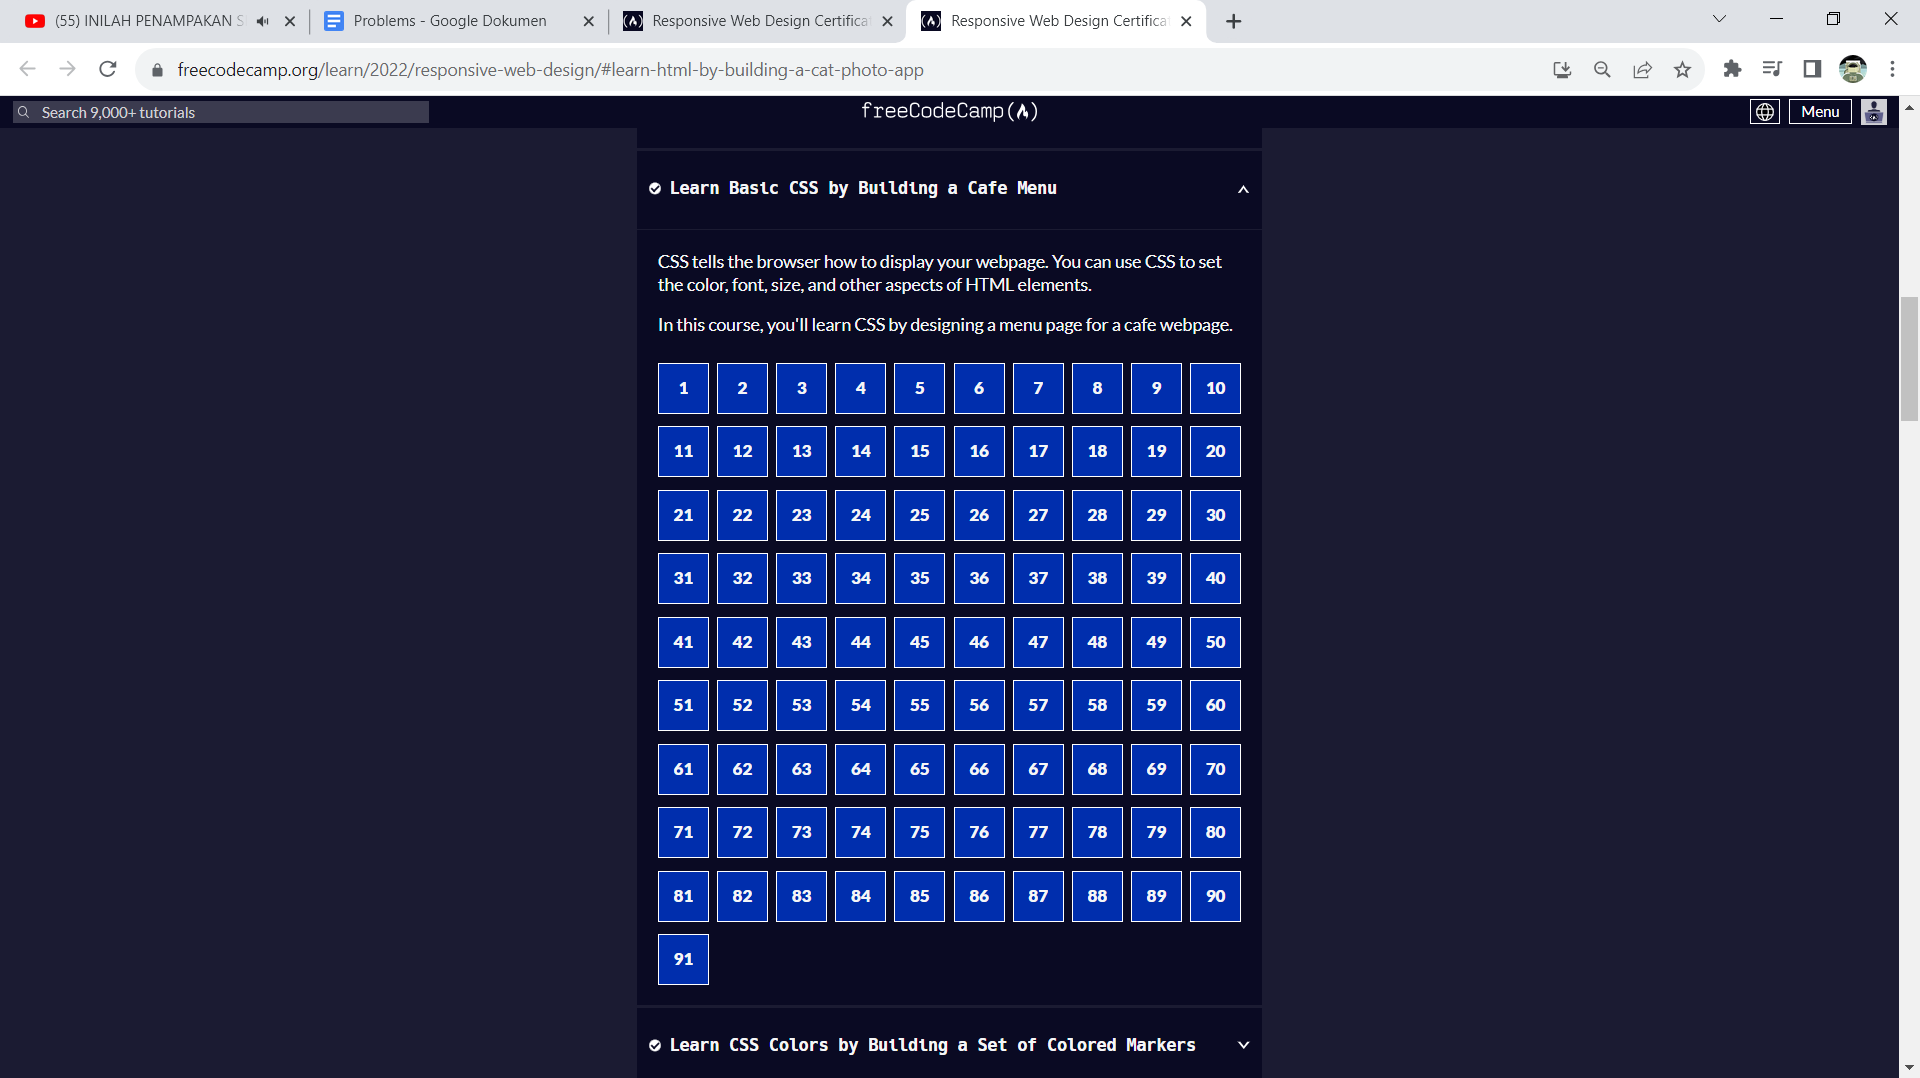 (55) INILAH PENAMPAKAN S
Problems - Google Dokumen
Responsive Web Design Certifica
Responsive Web Design Certifica
freecodecamp.org/learn/2022/responsive-web-design/#learn-html-by-building-a-cat-photo-app
Search 9,000+ tutorials
freeCodeCamp
Menu
Learn Basic CSS by Building a Cafe Menu
CSS tells the browser how to display your webpage. You can use CSS to set
the color, font, size, and other aspects of HTML elements.
In this course, you'll learn CSS by designing a menu page for a cafe webpage.
1 2 3 4 5 6 7 8 9 10
11 12 13 14 15 16 17 18 19 20
21 22 23 24 25 26 27 28 29 30
31 32 33 34 35 36 37 38 39 40
41 42 43 44 45 46 47 48 49 50
51 52 53 54 55 56 57 58 59 60
61 62 63 64 65 66 67 68 69 70
71 72 73 74 75 76 77 78 79 80
81 82 83 84 85 86 87 88 89 90
91
Learn CSS Colors by Building a Set of Colored Markers